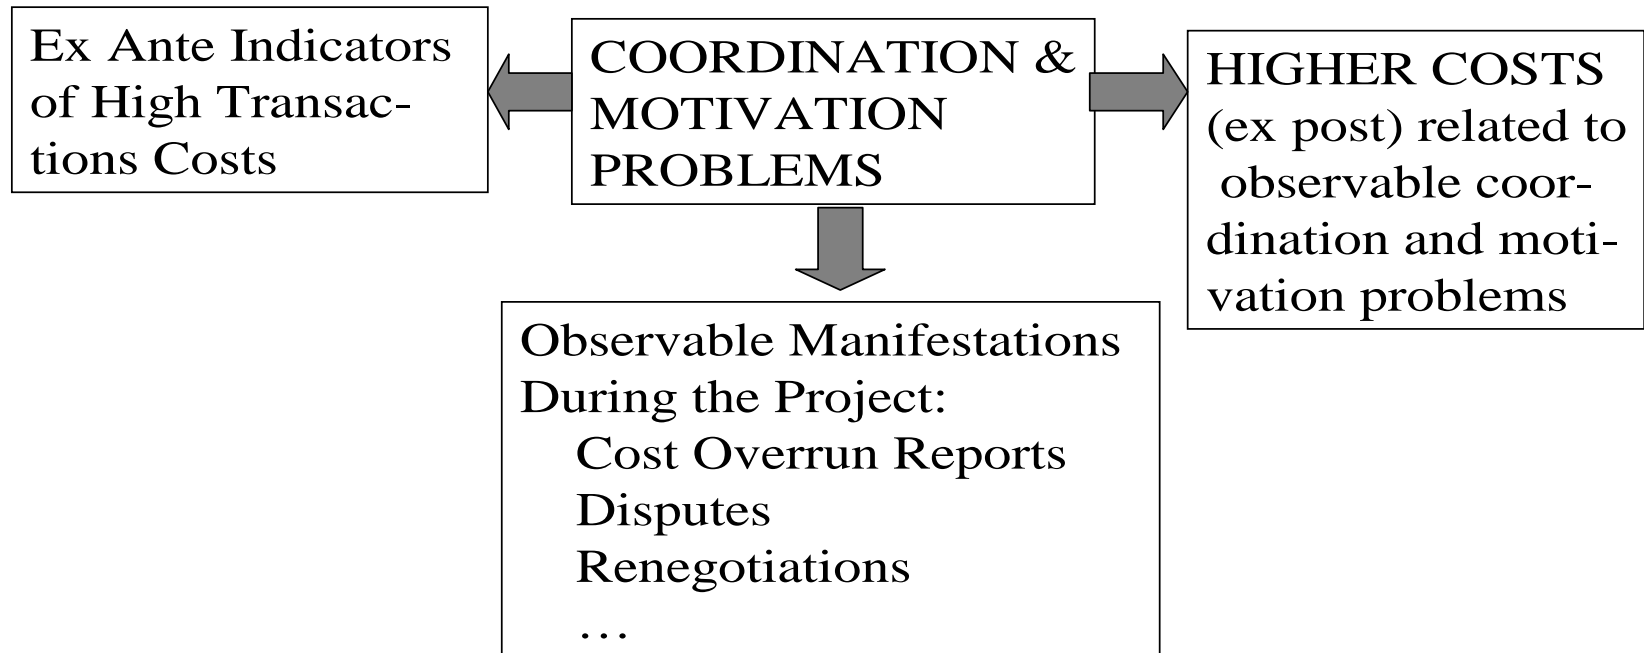 Ex Ante Indicators
of High Transac-
tions Costs
COORDINATION &
MOTIVATION
PROBLEMS
HIGHER COSTS
(ex post) related to
observable coor-
dination and moti-
vation problems
Observable Manifestations
During the Project:
Cost Overrun Reports
Disputes
Renegotiations
…